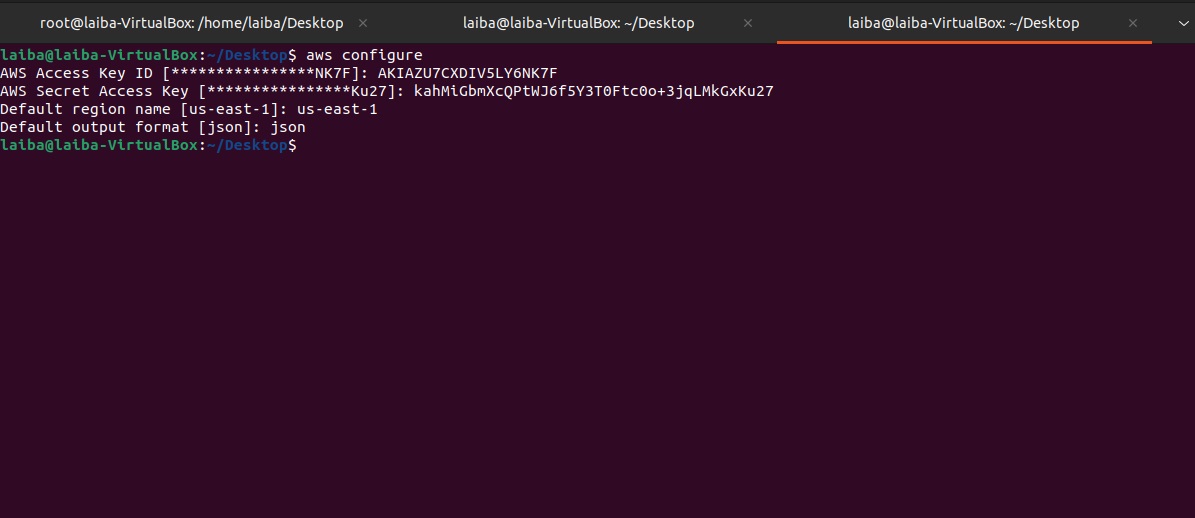 root@laiba-VirtualBox: /home/laiba/Desktop
laiba@laiba-VirtualBox: ~/Desktop
laiba@laiba-VirtualBox: ~/Desktop
laiba@laiba-VirtualBox:~/Desktop$ aws configure
AWS Access Key ID [****************NK7F]: AKIAZU7CXDIV5LY6NK7F
AWS Secret Access Key [****************Ku27]: 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
Default region name [us-east-1]: us-east-1
Default output format [json]: json
laiba@laiba-VirtualBox:~/Desktop$